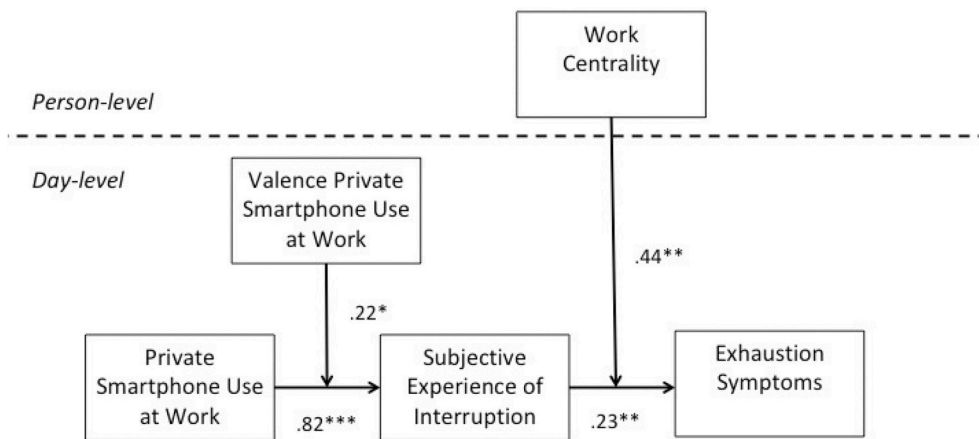 Work
Centrality
Person-level
Day-level
Valence Private
Smartphone Use
at Work
.44**
.22*
Private
Smartphone Use
at Work
.82***
Subjective
Experience of
Interruption
.23**
Exhaustion
Symptoms